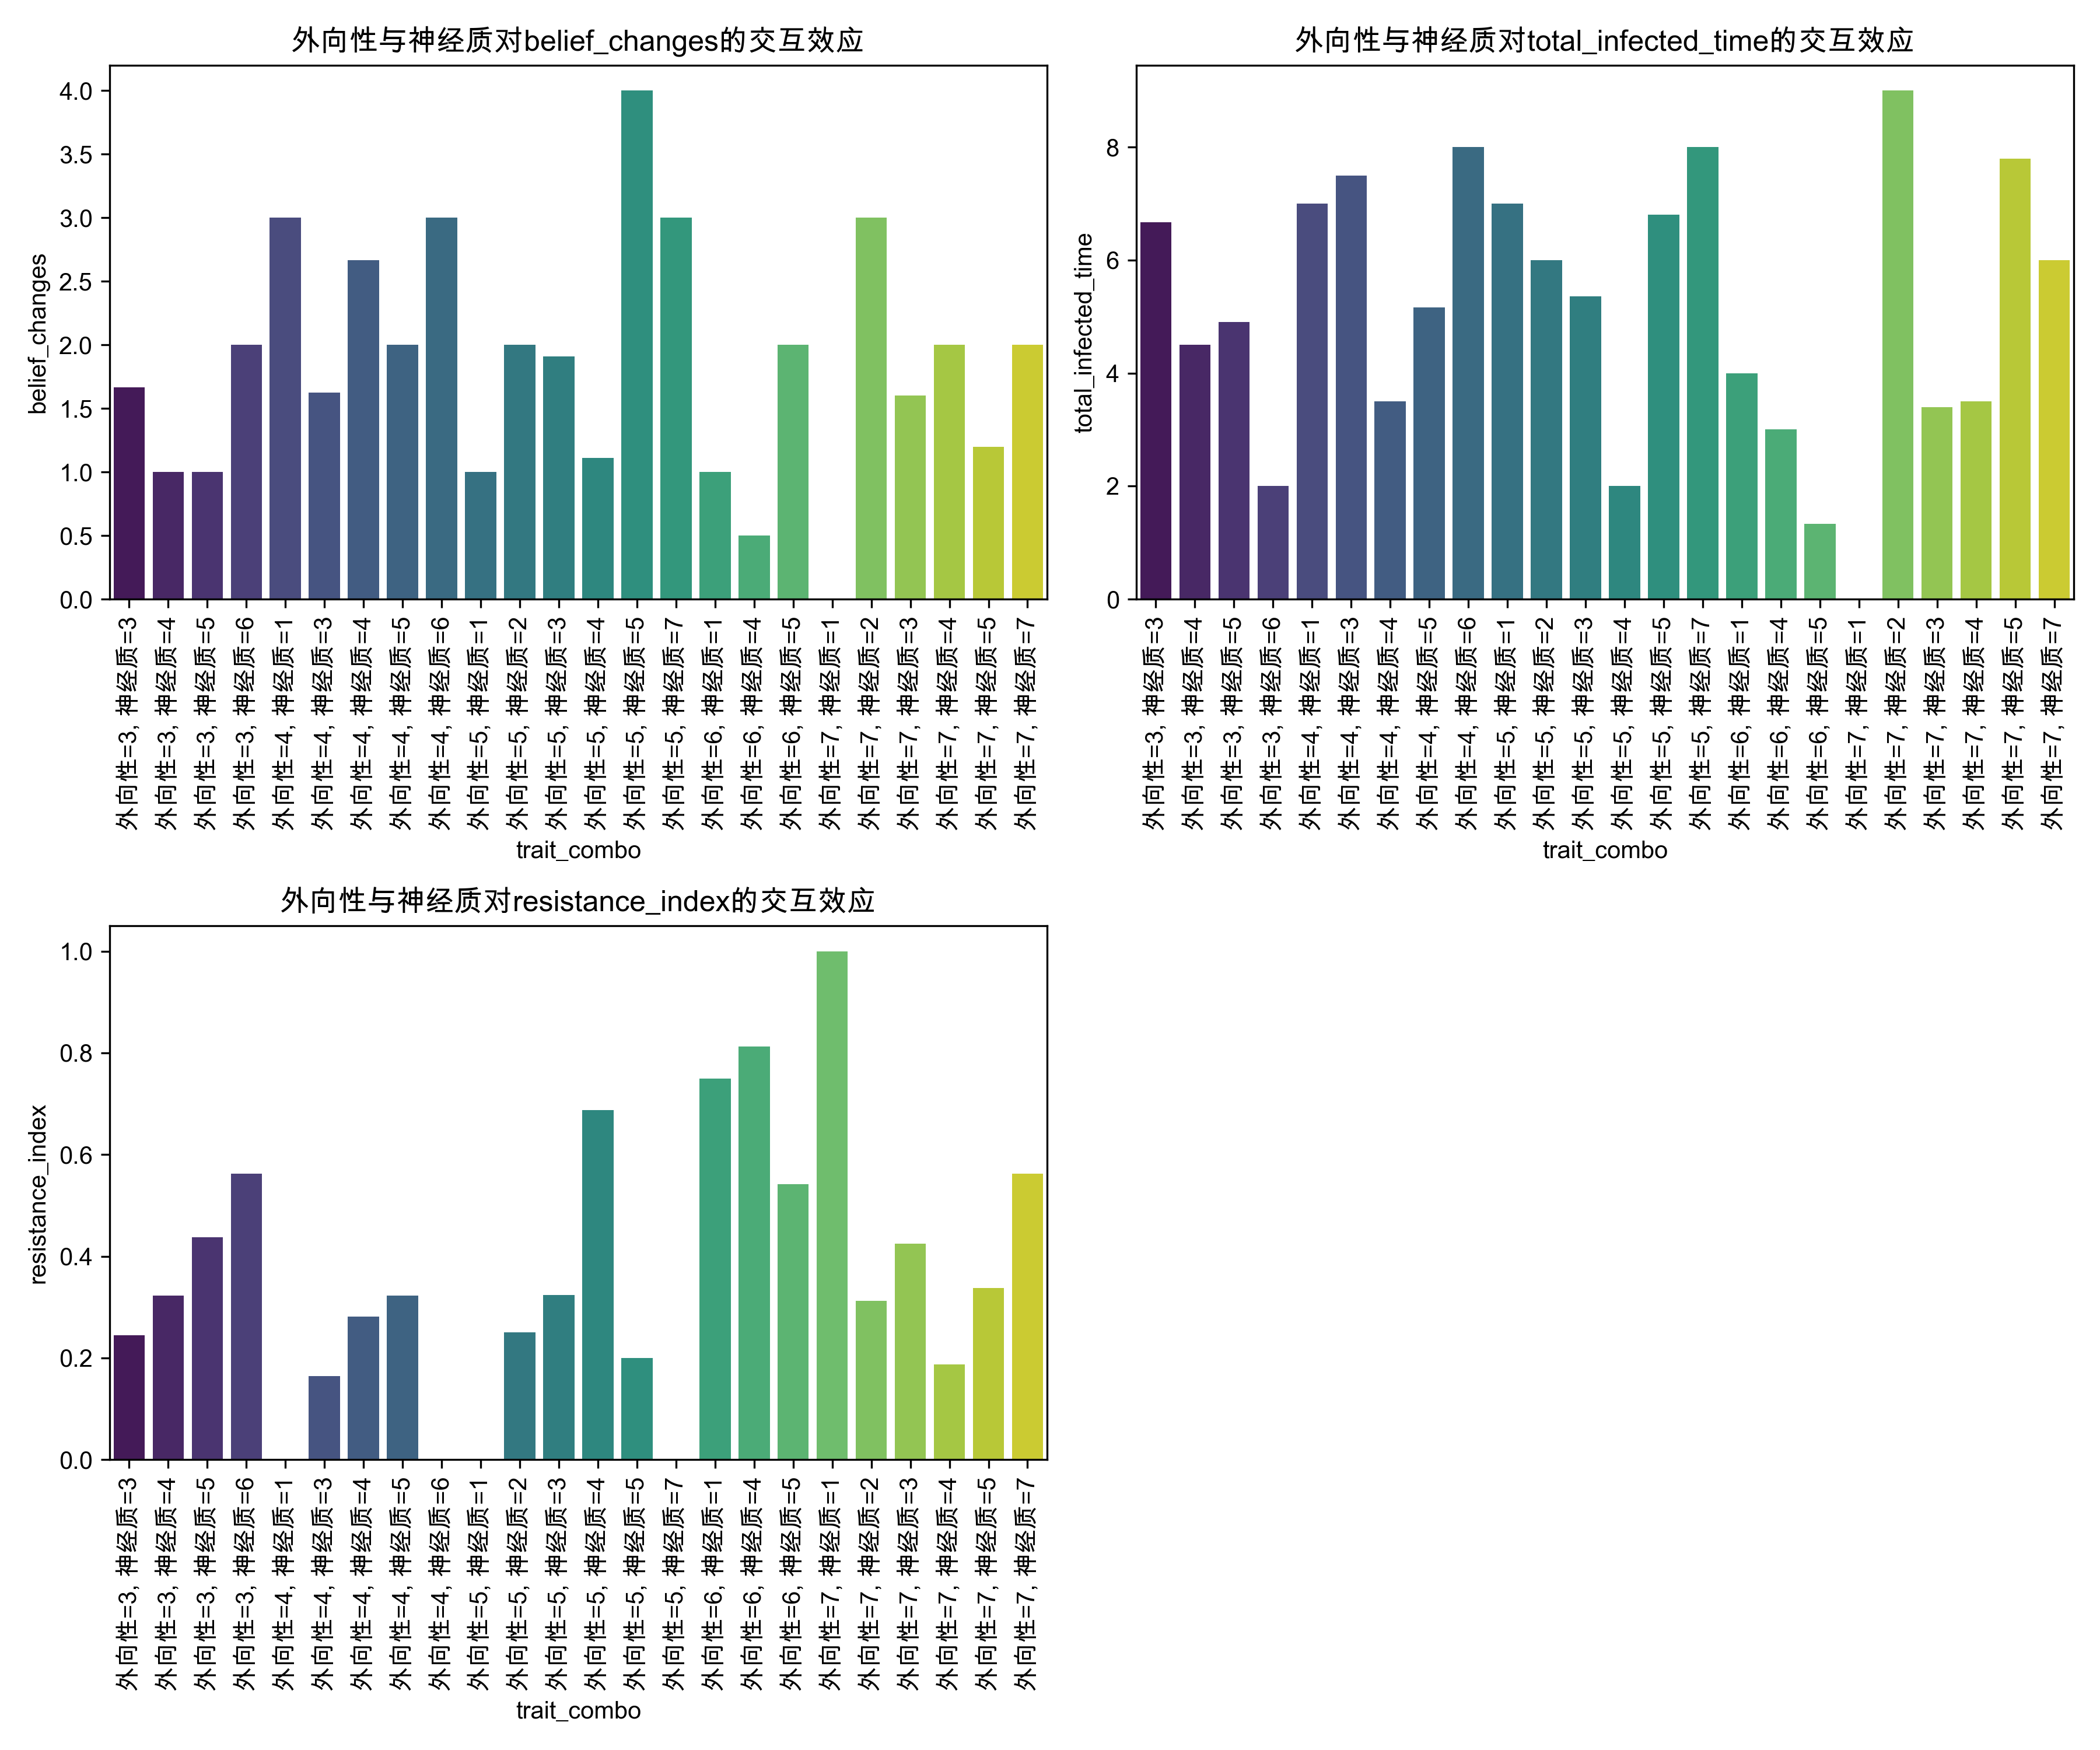 外向性与神经质对belief_changes的交互效应
4.0
3.5
3.0
2.5
2.0
1.5
1.0
0.5
0.0
belief_changes
外向性=3, 神经质=3
外向性=3, 神经质=4
外向性=3, 神经质=5
外向性=3, 神经质=6
外向性=4, 神经质=1
外向性=4, 神经质=3
外向性=4, 神经质=4
外向性=4, 神经质=5
外向性=4, 神经质=6
外向性=5, 神经质=1
外向性=5, 神经质=2
外向性=5, 神经质=3
外向性=5, 神经质=4
外向性=5, 神经质=5
外向性=5, 神经质=7
外向性=6, 神经质=1
外向性=6, 神经质=4
外向性=6, 神经质=5
外向性=7, 神经质=1
外向性=7, 神经质=2
外向性=7, 神经质=3
外向性=7, 神经质=4
外向性=7, 神经质=5
外向性=7, 神经质=7
trait_combo
外向性与神经质对total_infected_time的交互效应
8
6
4
2
0
total_infected_time
外向性=3, 神经质=3
外向性=3, 神经质=4
外向性=3, 神经质=5
外向性=3, 神经质=6
外向性=4, 神经质=1
外向性=4, 神经质=3
外向性=4, 神经质=4
外向性=4, 神经质=5
外向性=4, 神经质=6
外向性=5, 神经质=1
外向性=5, 神经质=2
外向性=5, 神经质=3
外向性=5, 神经质=4
外向性=5, 神经质=5
外向性=5, 神经质=7
外向性=6, 神经质=1
外向性=6, 神经质=4
外向性=6, 神经质=5
外向性=7, 神经质=1
外向性=7, 神经质=2
外向性=7, 神经质=3
外向性=7, 神经质=4
外向性=7, 神经质=5
外向性=7, 神经质=7
trait_combo
外向性与神经质对resistance_index的交互效应
1.0
0.8
0.6
0.4
0.2
0.0
resistance_index
外向性=3, 神经质=3
外向性=3, 神经质=4
外向性=3, 神经质=5
外向性=3, 神经质=6
外向性=4, 神经质=1
外向性=4, 神经质=3
外向性=4, 神经质=4
外向性=4, 神经质=5
外向性=4, 神经质=6
外向性=5, 神经质=1
外向性=5, 神经质=2
外向性=5, 神经质=3
外向性=5, 神经质=4
外向性=5, 神经质=5
外向性=5, 神经质=7
外向性=6, 神经质=1
外向性=6, 神经质=4
外向性=6, 神经质=5
外向性=7, 神经质=1
外向性=7, 神经质=2
外向性=7, 神经质=3
外向性=7, 神经质=4
外向性=7, 神经质=5
外向性=7, 神经质=7
trait_combo